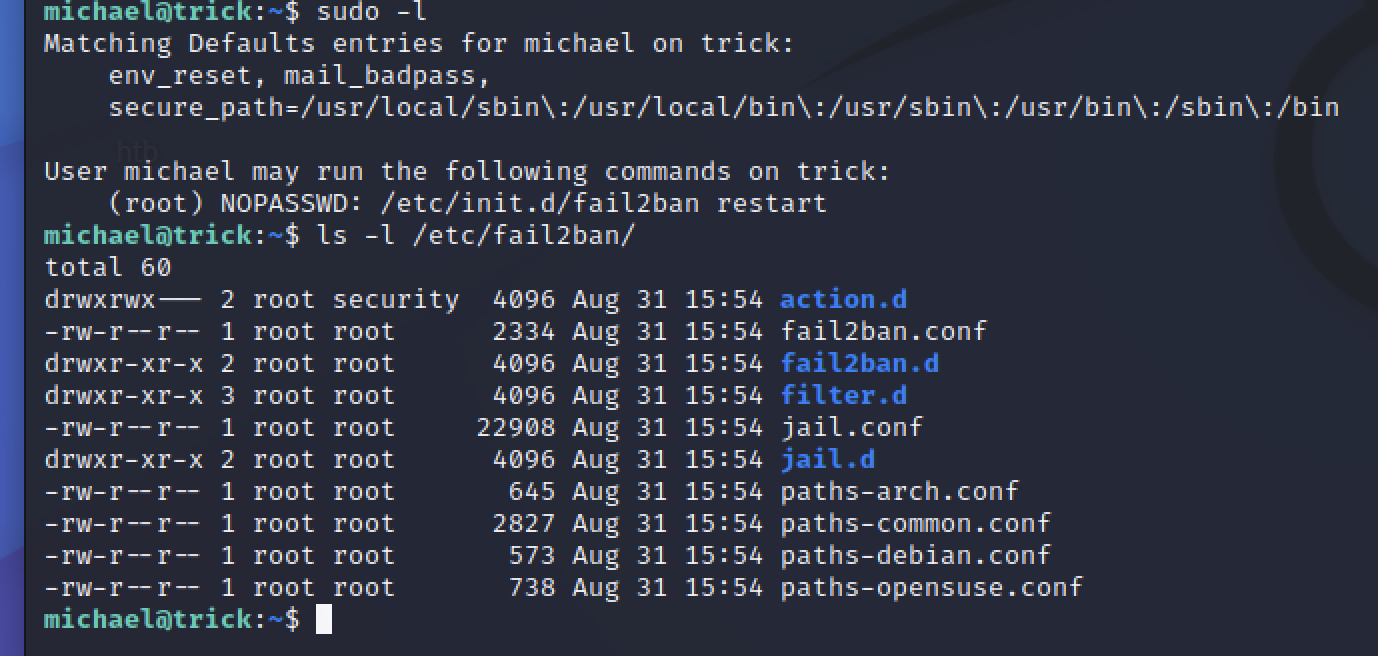 michael@trick:~$ sudo -l
Matching Defaults entries for michael on trick:
    env_reset, mail_badpass,
    secure_path=/usr/local/sbin\:/usr/local/bin\:/usr/sbin\:/usr/bin\:/sbin\:/bin
htb
User michael may run the following commands on trick:
    (root) NOPASSWD: /etc/init.d/fail2ban restart
michael@trick:~$ ls -l /etc/fail2ban/
total 60
drwxrwx--- 2 root security  4096 Aug 31 15:54 action.d
-rw-r--r-- 1 root root      2334 Aug 31 15:54 fail2ban.conf
drwxr-xr-x 2 root root      4096 Aug 31 15:54 fail2ban.d
drwxr-xr-x 3 root root      4096 Aug 31 15:54 filter.d
-rw-r--r-- 1 root root     22908 Aug 31 15:54 jail.conf
drwxr-xr-x 2 root root      4096 Aug 31 15:54 jail.d
-rw-r--r-- 1 root root       645 Aug 31 15:54 paths-arch.conf
-rw-r--r-- 1 root root      2827 Aug 31 15:54 paths-common.conf
-rw-r--r-- 1 root root       573 Aug 31 15:54 paths-debian.conf
-rw-r--r-- 1 root root       738 Aug 31 15:54 paths-opensuse.conf
michael@trick:~$